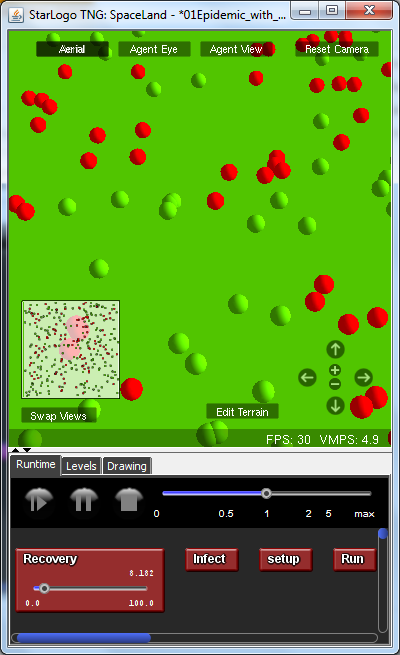 StarLogo TNG: SpaceLand - *01Epidemic_with_...
Aerial Agent Eye Agent View Reset Camera
Swap Views
Edit Terrain
FPS: 30 VMPS: 4.9
Runtime Levels Drawing
0 0.5 1 2 5 max
Recovery Infect setup Run
8.182
0.0 100.0